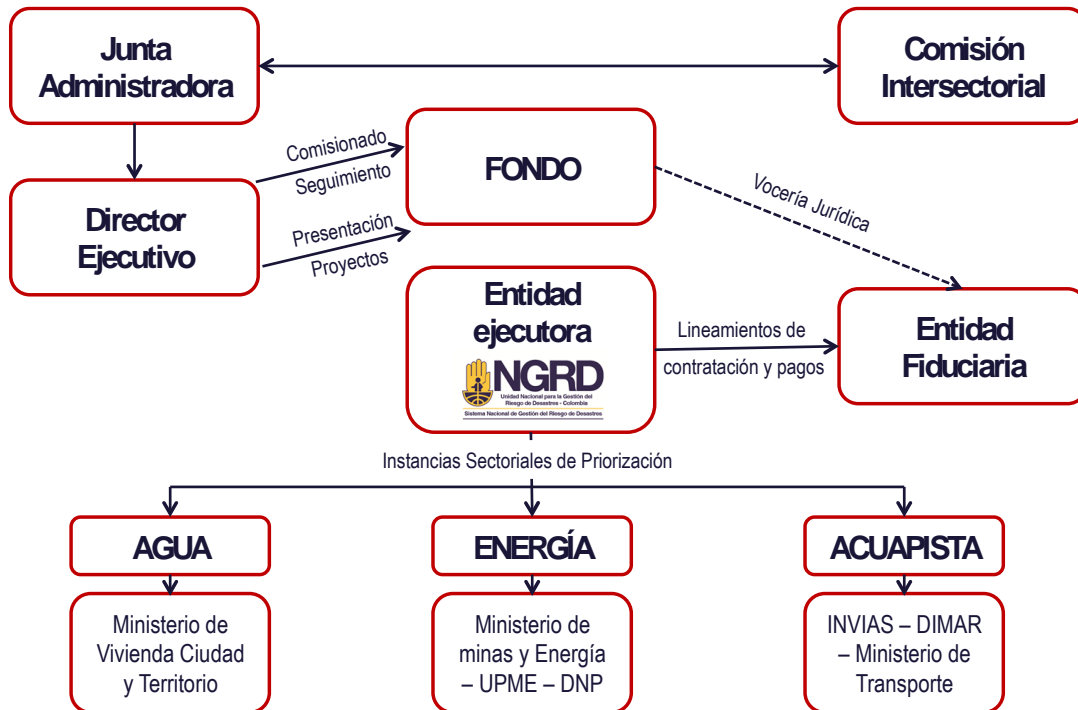 Junta
Administradora
Comisión
Intersectorial
Comisionado
Seguimiento
FONDO
Director
Ejecutivo
Presentación
Proyectos
Vocería Jurídica
Entidad
ejecutora
NGRD
Unidad Nacional para la Gestión del
Riesgo de Desastres - Colombia
Sistema Nacional de Gestión del Riesgo de Desastres
Lineamientos de
contratación y pagos
Entidad
Fiduciaria
Instancias Sectoriales de Priorización
AGUA
ENERGÍA
ACUAPISTA
Ministerio de
Vivienda Ciudad
y Territorio
Ministerio de
minas y Energía
– UPME – DNP
INVIAS – DIMAR
– Ministerio de
Transporte